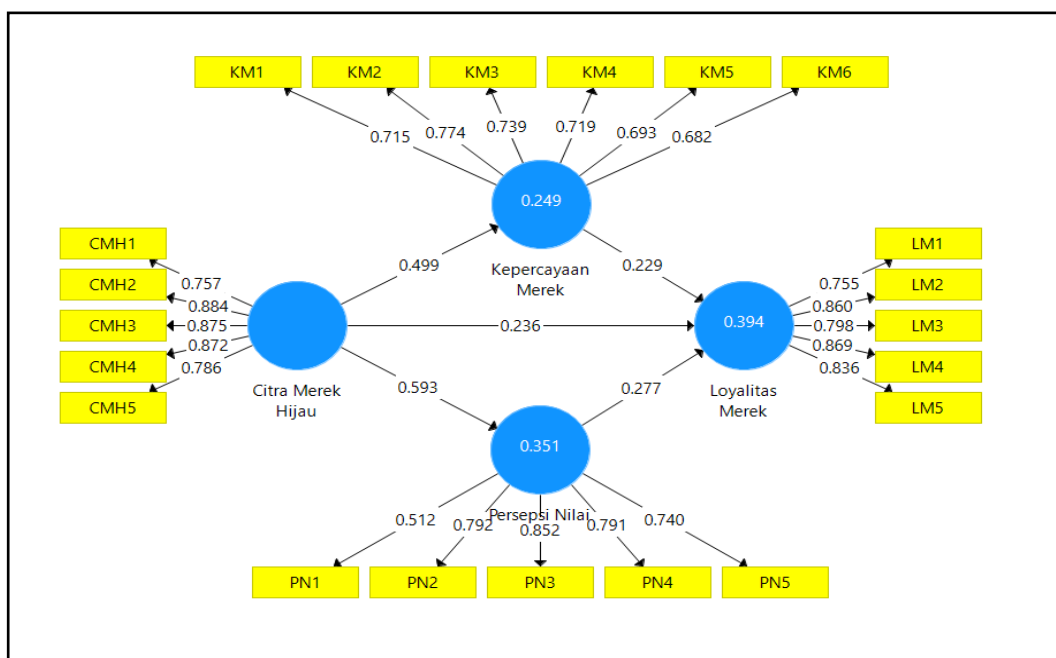 KM1 KM2 KM3 KM4 KM5 KM6
0.715 0.774 0.739 0.719 0.693 0.682
0.249
Kepercayaan
Merek
CMH1
CMH2
CMH3
CMH4
CMH5
0.757
0.884
0.875
0.872
0.786
Citra Merek
Hijau
0.499
0.236
0.593
0.229
0.277
0.394
Loyalitas
Merek
0.755
0.860
0.798
0.869
0.836
LM1
LM2
LM3
LM4
LM5
0.351
Persepsi Nilai
0.512 0.792 0.852 0.791 0.740
PN1 PN2 PN3 PN4 PN5